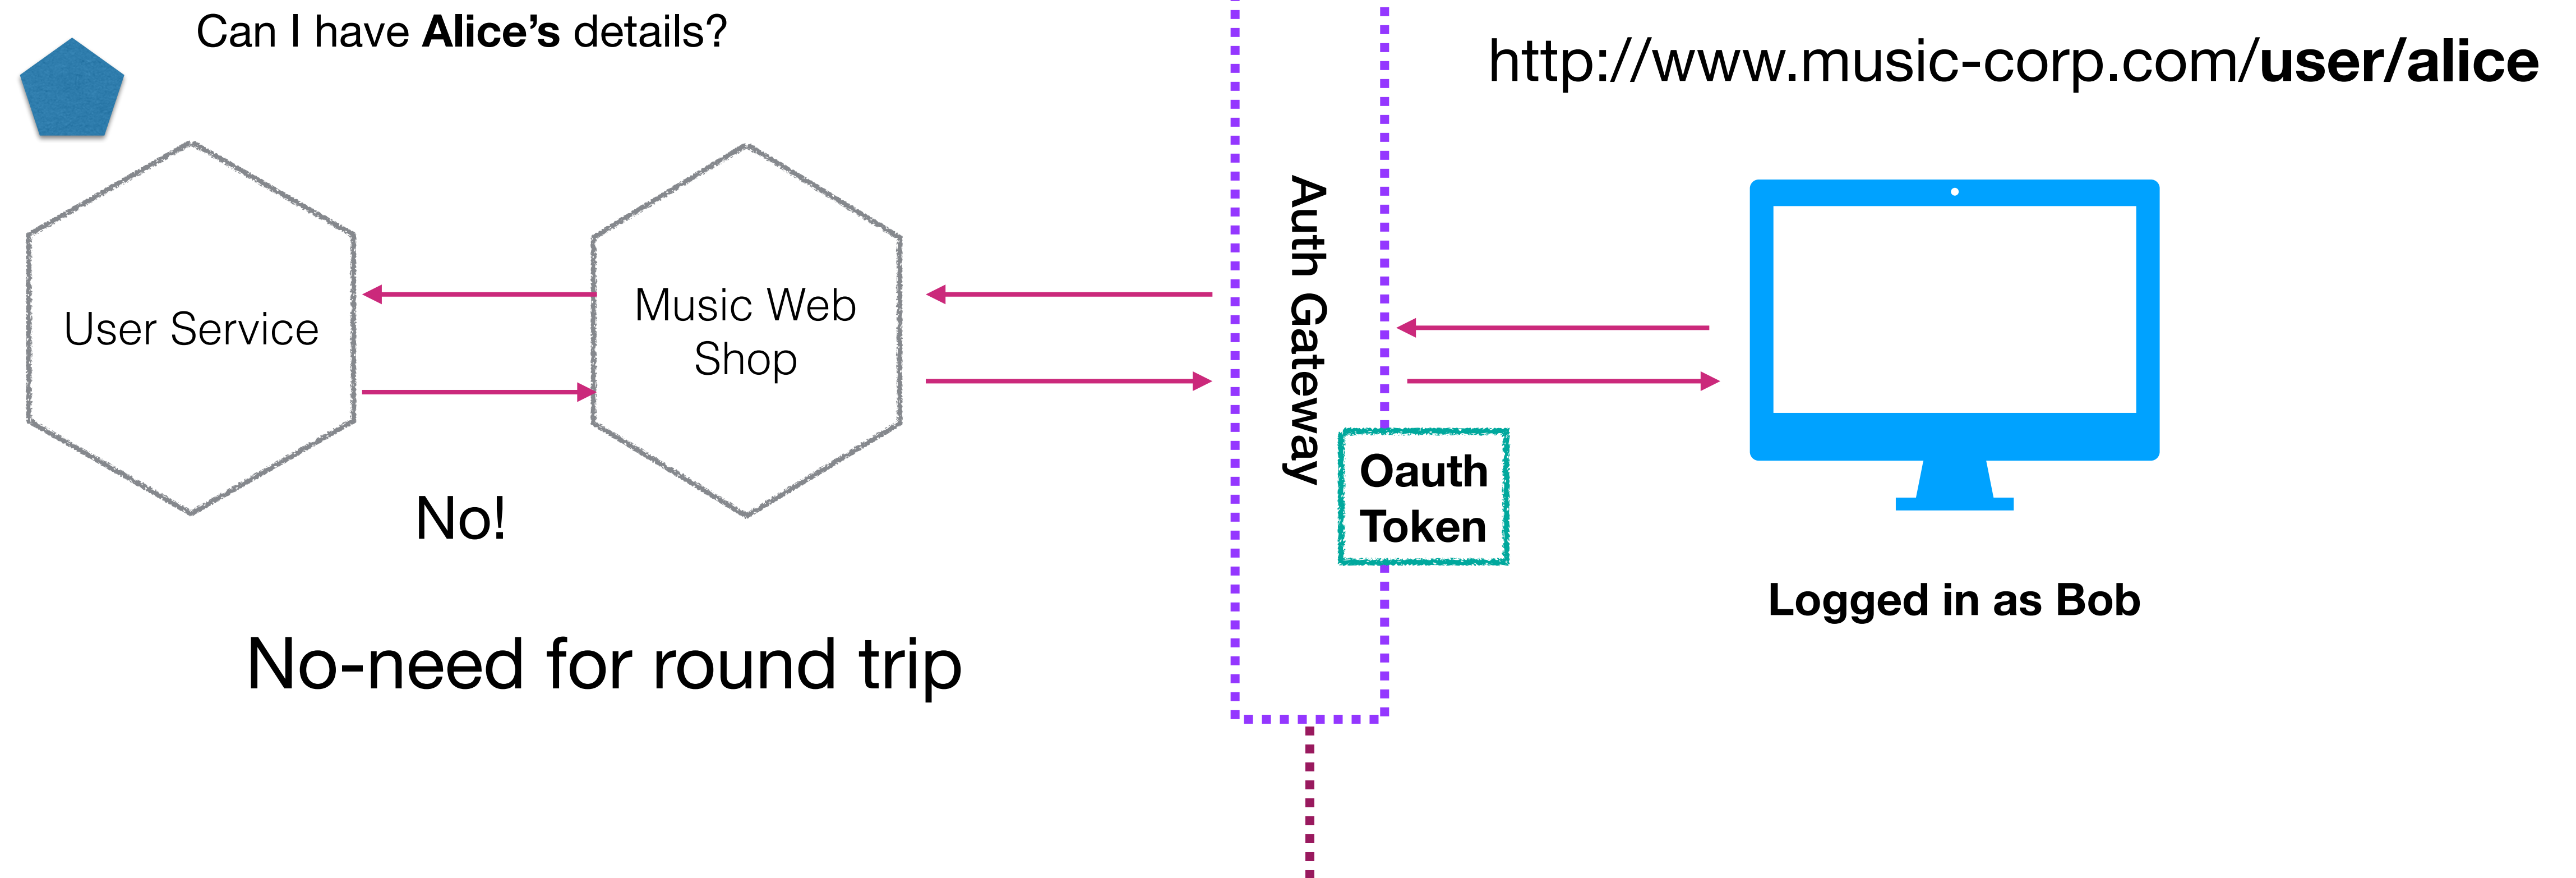 Can I have Alice’s details?
http://www.music-corp.com/user/alice
User Service
Music Web
Shop
Auth Gateway
Oauth
Token
No!
Logged in as Bob
No-need for round trip